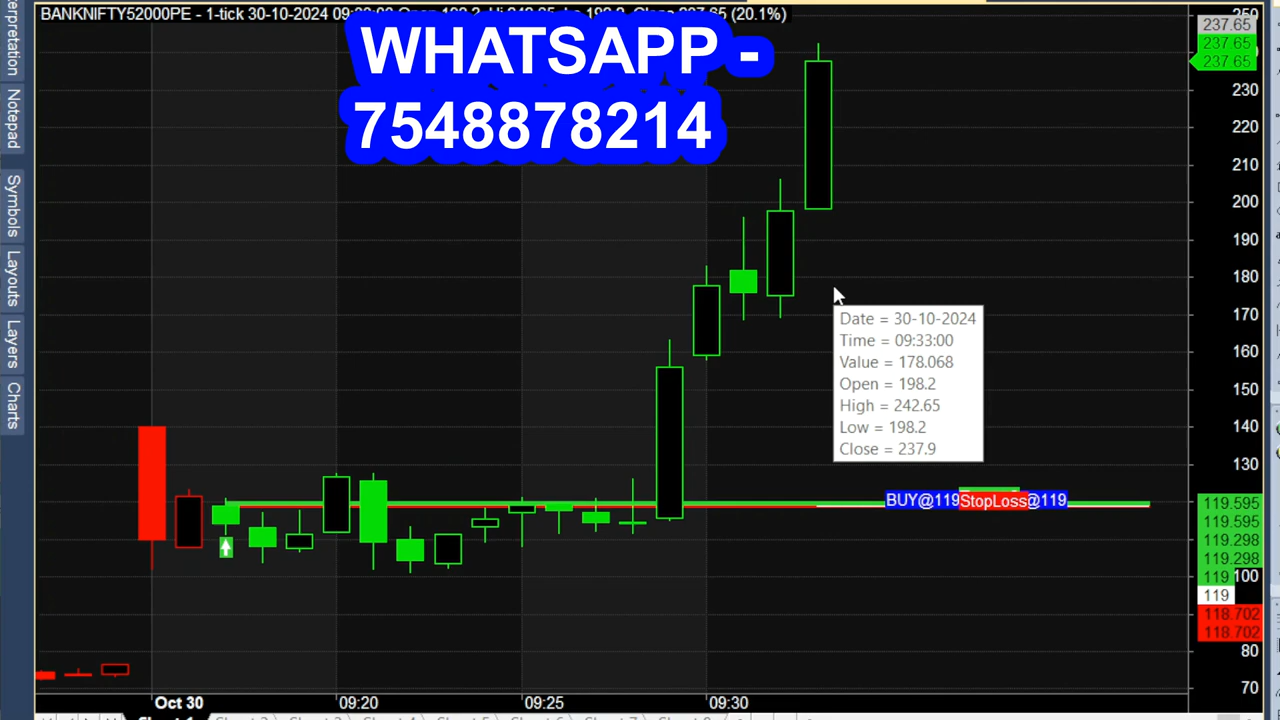 BANKNIFTY52000PE - 1-tick 30-10-2024
(20.1%)
WHATSAPP -
7548878214
Notepad
Symbols
Layouts
Layers
Charts
237.65
237.65
237.65
230
220
210
200
190
180
170
160
150
140
130
Date = 30-10-2024
Time = 09:33:00
Value = 178.068
Open = 198.2
High = 242.65
Low = 198.2
Close = 237.9
BUY@119 StopLoss @119
119.595
119.595
119.298
119.298
119 100
119
118.702
118.702
80
70
Oct 30 09:20 09:25 09:30